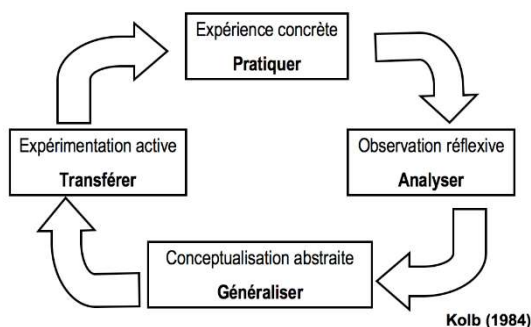 Expérience concrète
Pratiquer
Observation réflexive
Analyser
Conceptualisation abstraite
Généraliser
Expérimentation active
Transférer
Kolb (1984)